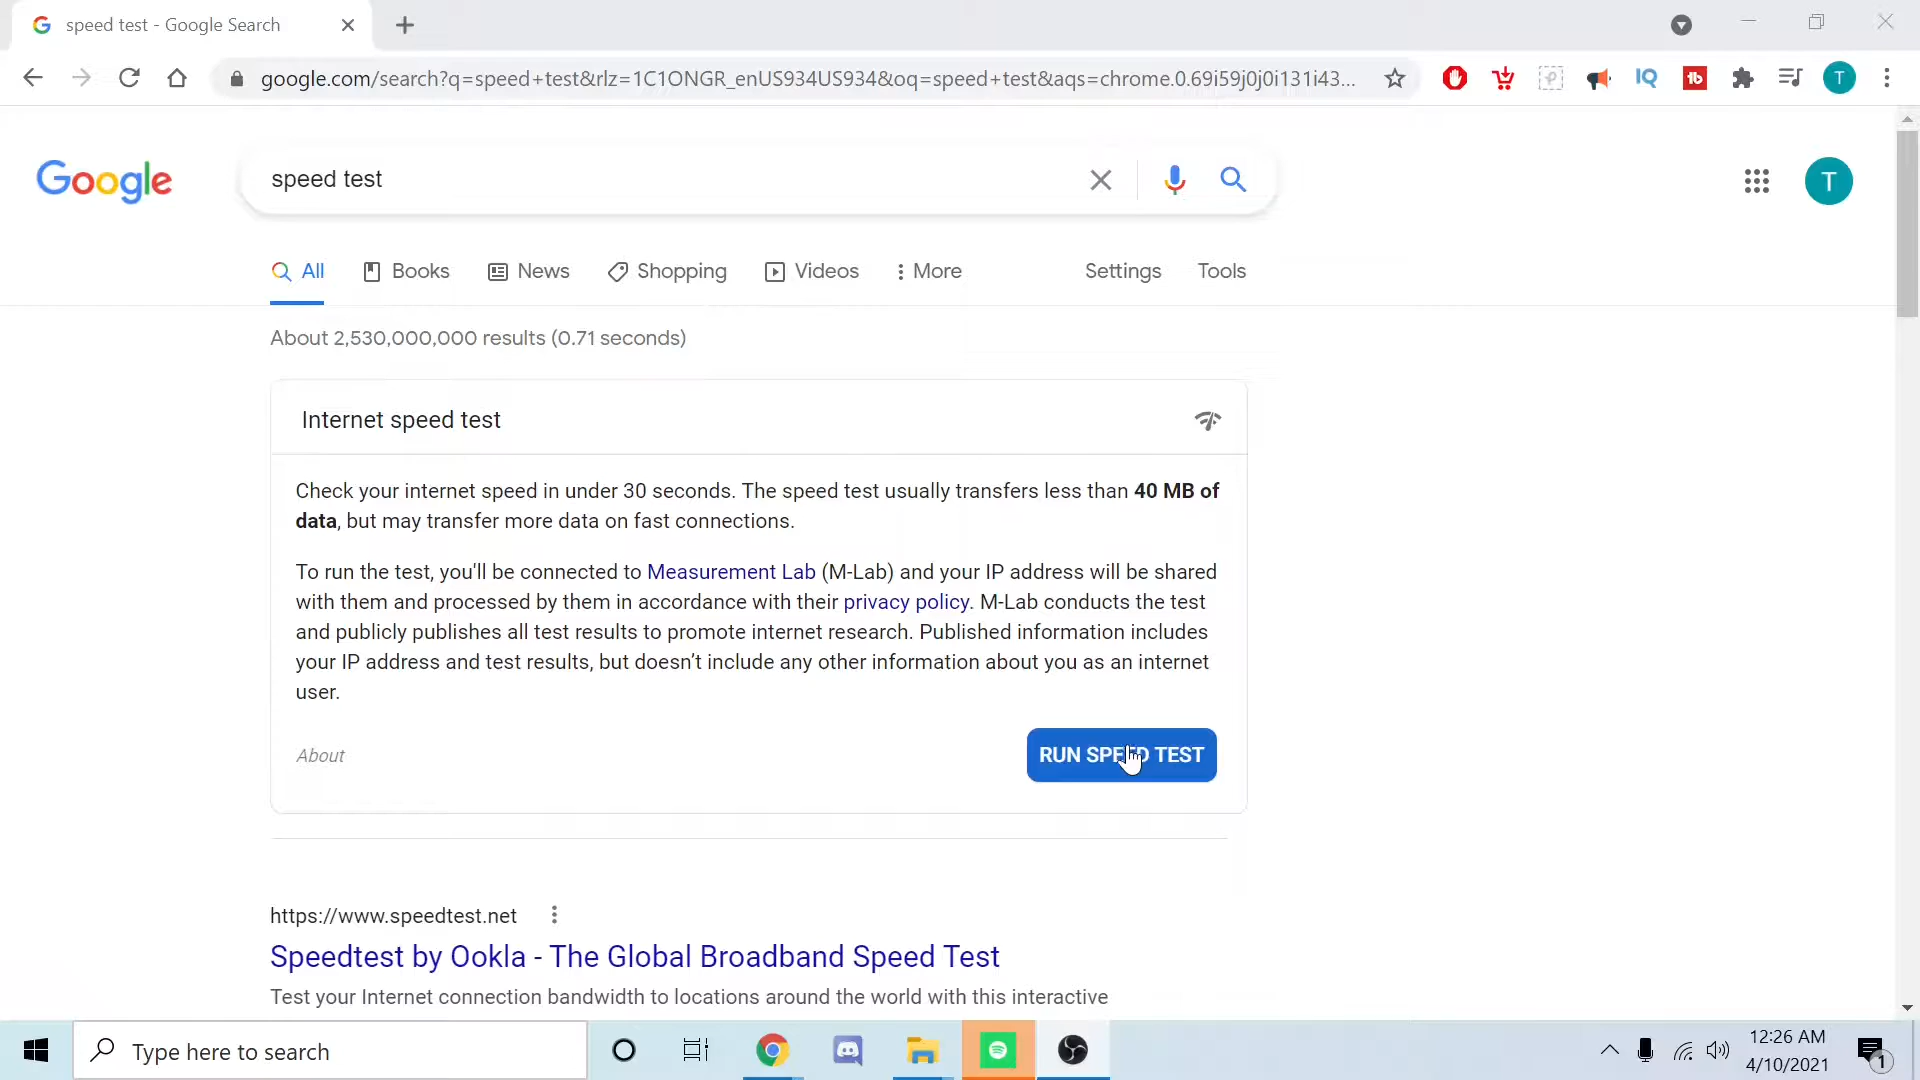 speed test - Google Search
google.com/search?q=speed+test&rlz=1C1ONGR_enUS934US934&oq=speed+test&aqs=chrome.0.69i59j0j0i131i43...
IQ
tb
T
Google
speed test
T
All
Books
News
Shopping
Videos
More
Settings
Tools
About 2,530,000,000 results (0.71 seconds)
Internet speed test
Check your internet speed in under 30 seconds. The speed test usually transfers less than 40 MB of
data, but may transfer more data on fast connections.
To run the test, you'll be connected to Measurement Lab (M-Lab) and your IP address will be shared
with them and processed by them in accordance with their privacy policy. M-Lab conducts the test
and publicly publishes all test results to promote internet research. Published information includes
your IP address and test results, but doesn't include any other information about you as an internet
user.
About
RUN SPEED TEST
https://www.speedtest.net
Speedtest by Ookla - The Global Broadband Speed Test
Test your Internet connection bandwidth to locations around the world with this interactive
Type here to search
12:26 AM
4/10/2021
1